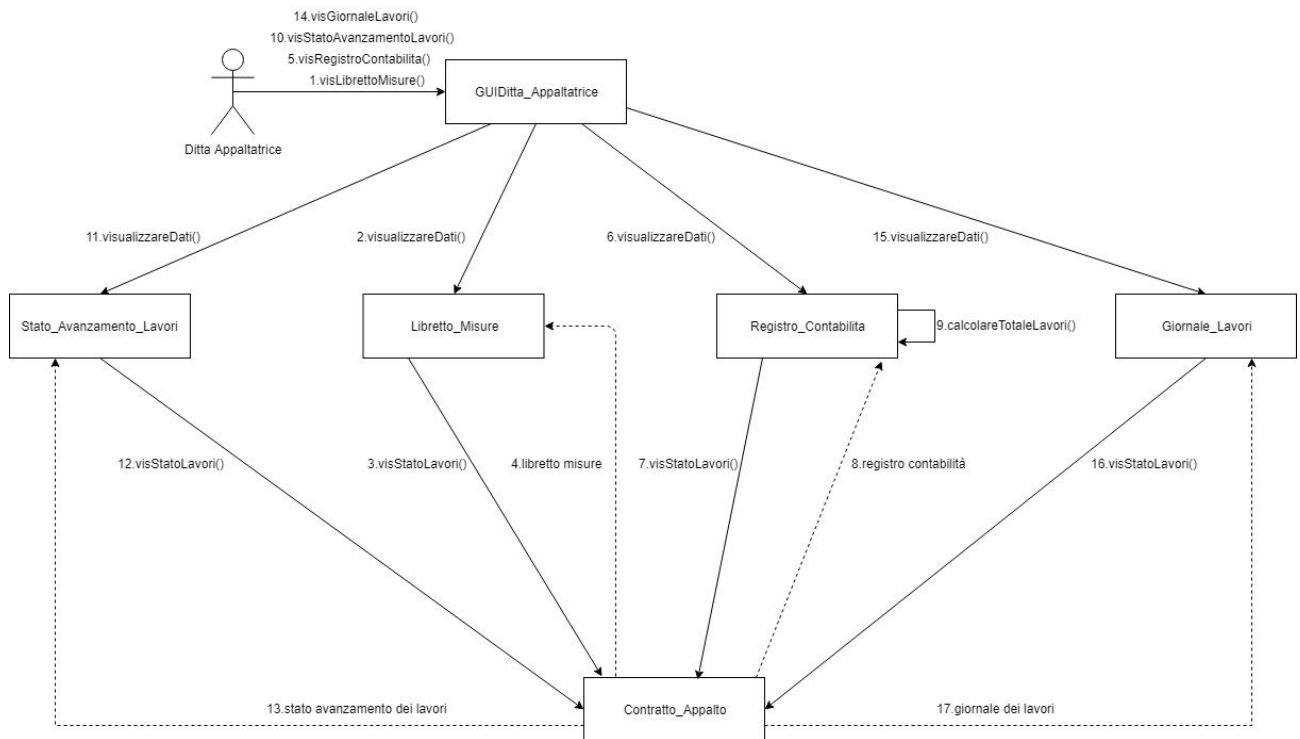 14.visGiornaleLavori()
10.visStatoAvanzamentoLavori()
5.visRegistroContabilita()
1.visLibrettoMisure()
GUIDitta_Appaltatrice
Ditta Appaltatrice
11.visualizzareDati()
2.visualizzareDati()
6.visualizzareDati()
15.visualizzareDati()
Stato_Avanzamento_Lavori
Libretto_Misure
Registro_Contabilita
9.calcolareTotaleLavori()
Giornale_Lavori
12.visStatoLavori()
3.visStatoLavori()
4.libretto misure
7.visStatoLavori()
8.registro contabilità
16.visStatoLavori()
13.stato avanzamento dei lavori
Contratto_Appalto
17.giornale dei lavori